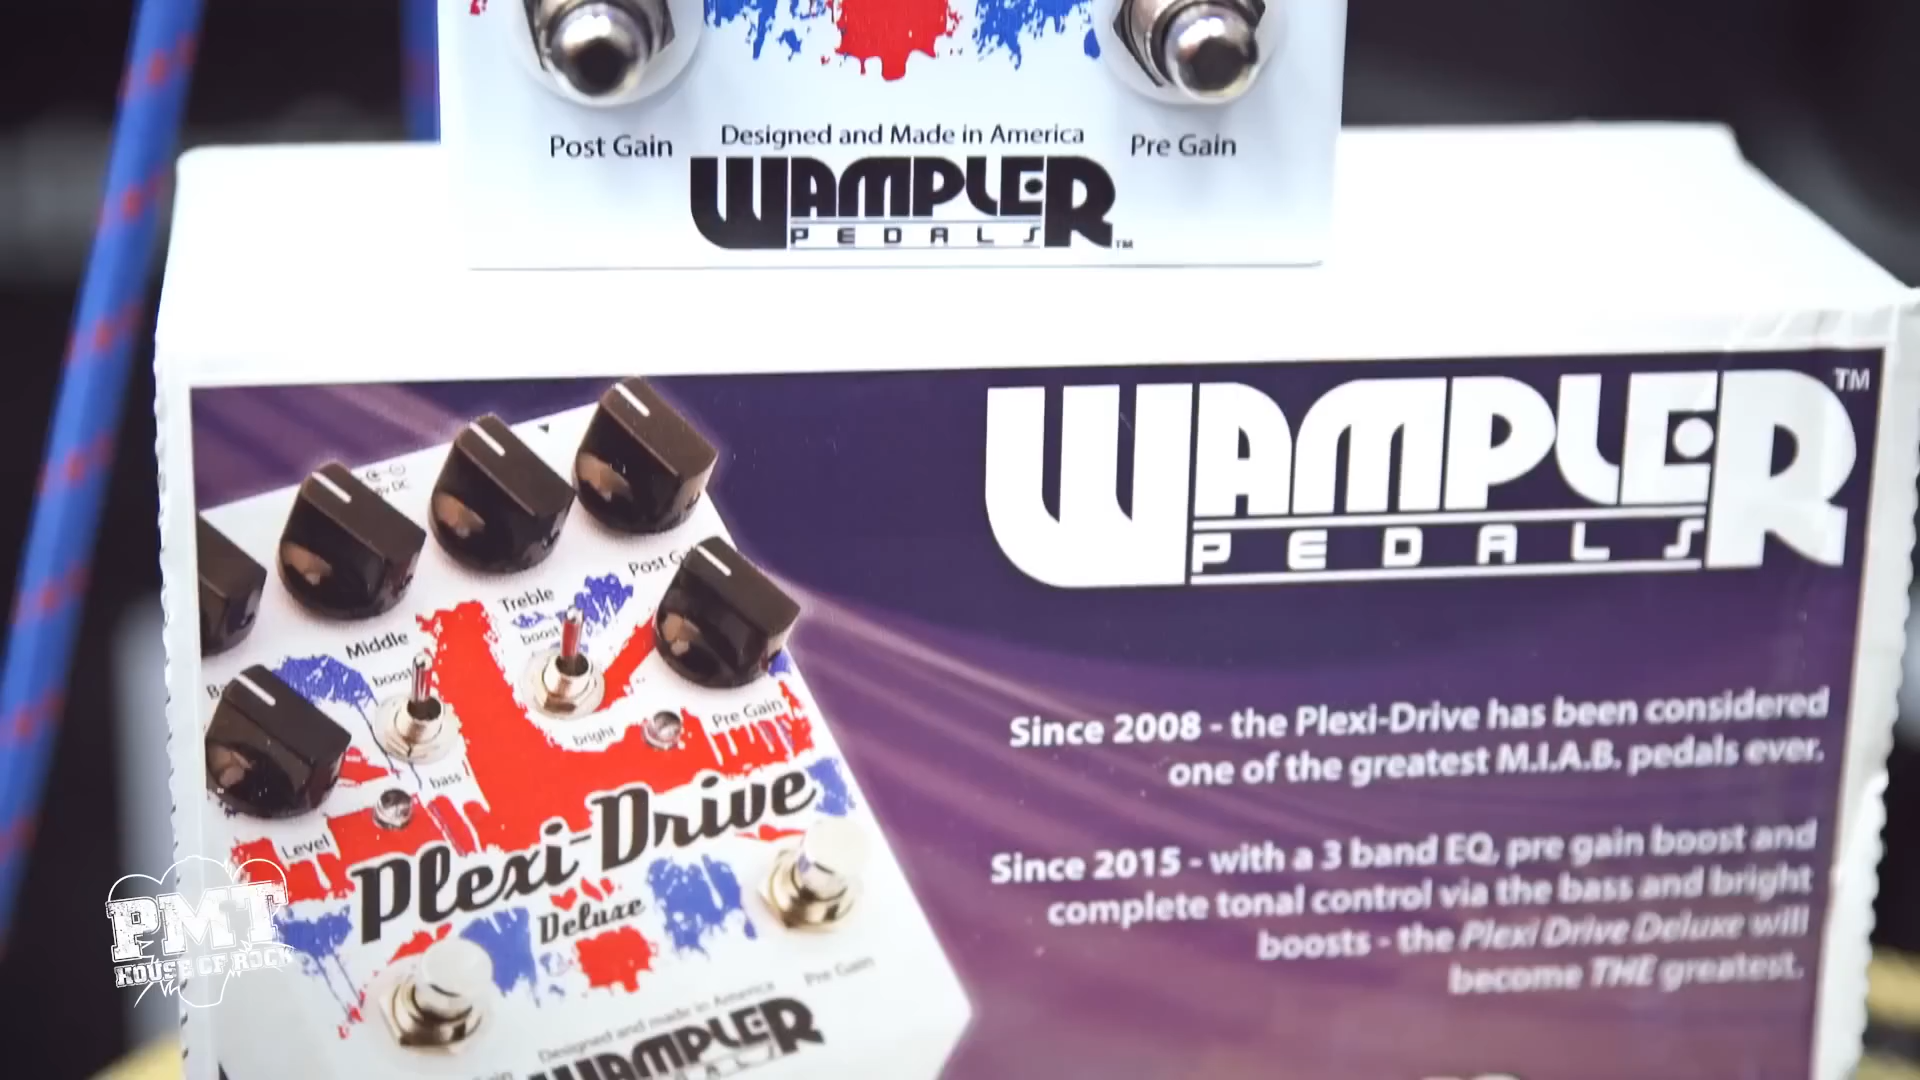 Post Gain
Designed and Made in America
Pre Gain
WAMPLER
PEDALS
TM
WAMPLER
TM
PEDALS
Since 2008 - the Plexi-Drive has been considered
one of the greatest M.I.A.B. pedals ever.
Since 2015 - with a 3 band EQ, pre gain boost and
complete tonal control via the bass and bright
boosts - the Plexi Drive Deluxe will
become THE greatest.
Post
Treble
boost
Middle
boost
Pre Gain
bright
bass
Level
Plexi-Drive
Deluxe
Pre Gain
Designed and made in America
WAMPLER
PMT
HOUSE OF ROCK